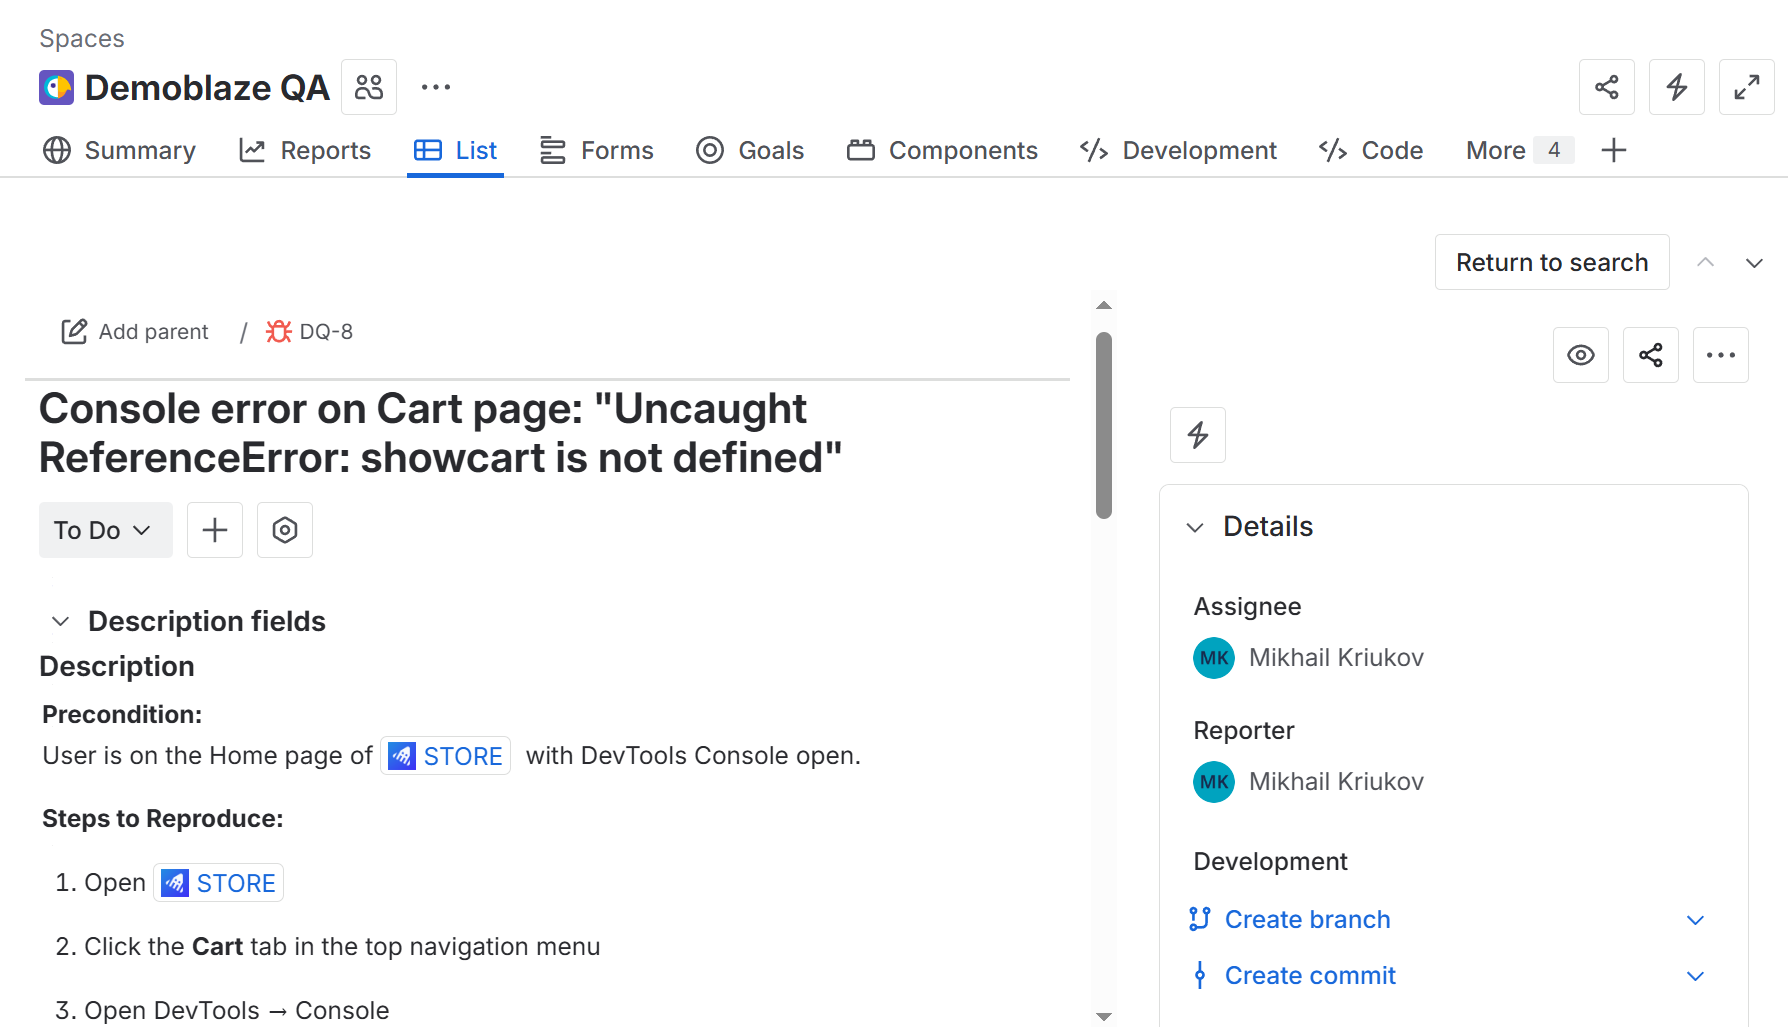 Spaces
Demoblaze QA
Summary Reports List Forms Goals Components Development Code More 4
Return to search
Add parent / DQ-8
Console error on Cart page: "Uncaught
ReferenceError: showcart is not defined"
To Do
Description fields
Description
Precondition:
User is on the Home page of STORE with DevTools Console open.
Steps to Reproduce:
1. Open STORE
2. Click the Cart tab in the top navigation menu
3. Open DevTools → Console
Details
Assignee
MK Mikhail Kriukov
Reporter
MK Mikhail Kriukov
Development
Create branch
Create commit